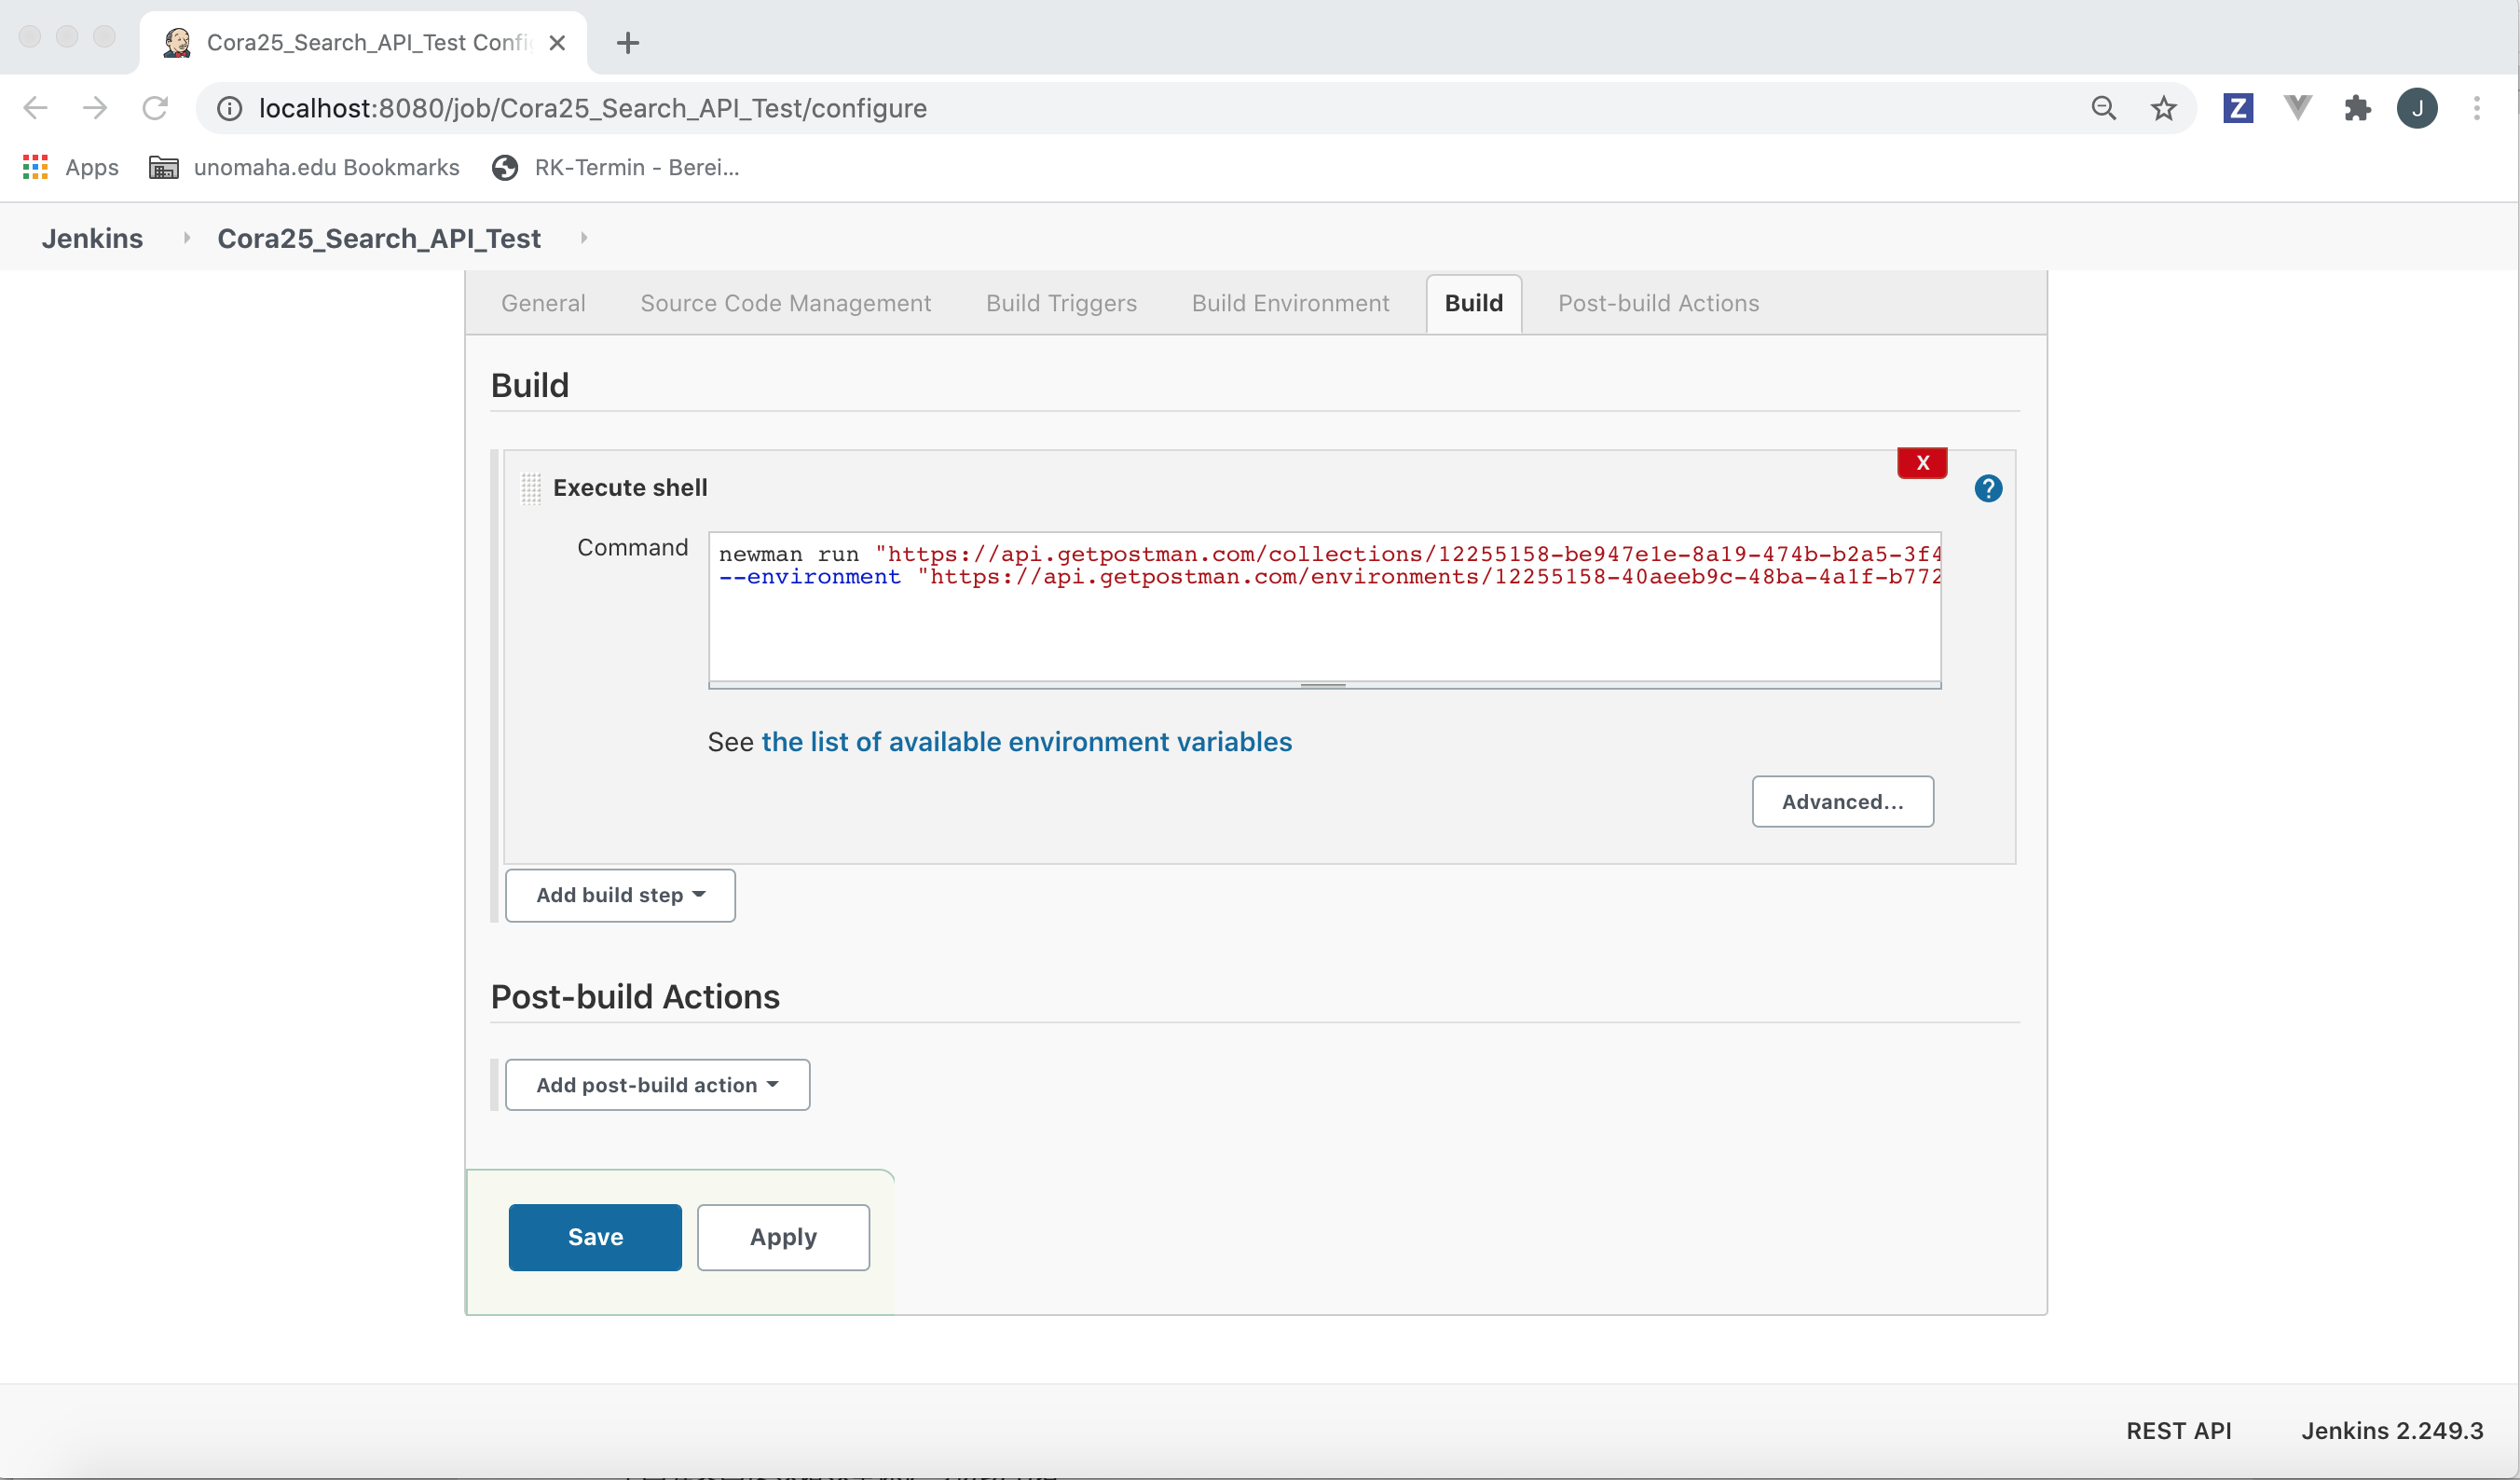 Cora25_Search_API_Test Confi
localhost:8080/job/Cora25_Search_API_Test/configure
Z
J
Apps
unomaha.edu Bookmarks
RK-Termin - Berei...
Jenkins
Cora25_Search_API_Test
General
Source Code Management
Build Triggers
Build Environment
Build
Post-build Actions
Build
X
Execute shell
?
Command
newman run "https://api.getpostman.com/collections/12255158-be947e1e-8a19-474b-b2a5-3f4
--environment "https://api.getpostman.com/environments/12255158-40aeeb9c-48ba-4a1f-b772
See the list of available environment variables
Advanced...
Add build step
Post-build Actions
Add post-build action
Save
Apply
REST API
Jenkins 2.249.3